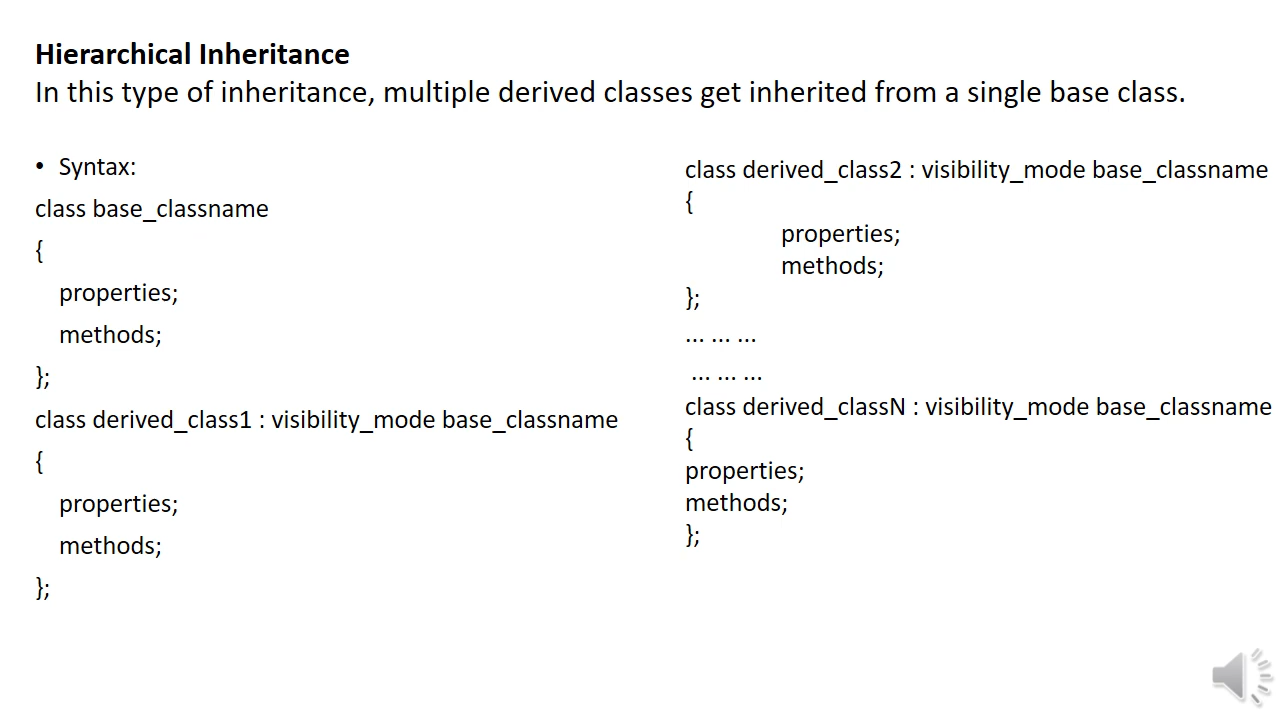 Hierarchical Inheritance
In this type of inheritance, multiple derived classes get inherited from a single base class.
• Syntax:
class base_classname
{
properties;
methods;
};
class derived_class1 : visibility_mode base_classname
{
properties;
methods;
};
class derived_class2 : visibility_mode base_classname
{
properties;
methods;
};
... ... ...
... ... ...
class derived_classN : visibility_mode base_classname
{
properties;
methods;
};